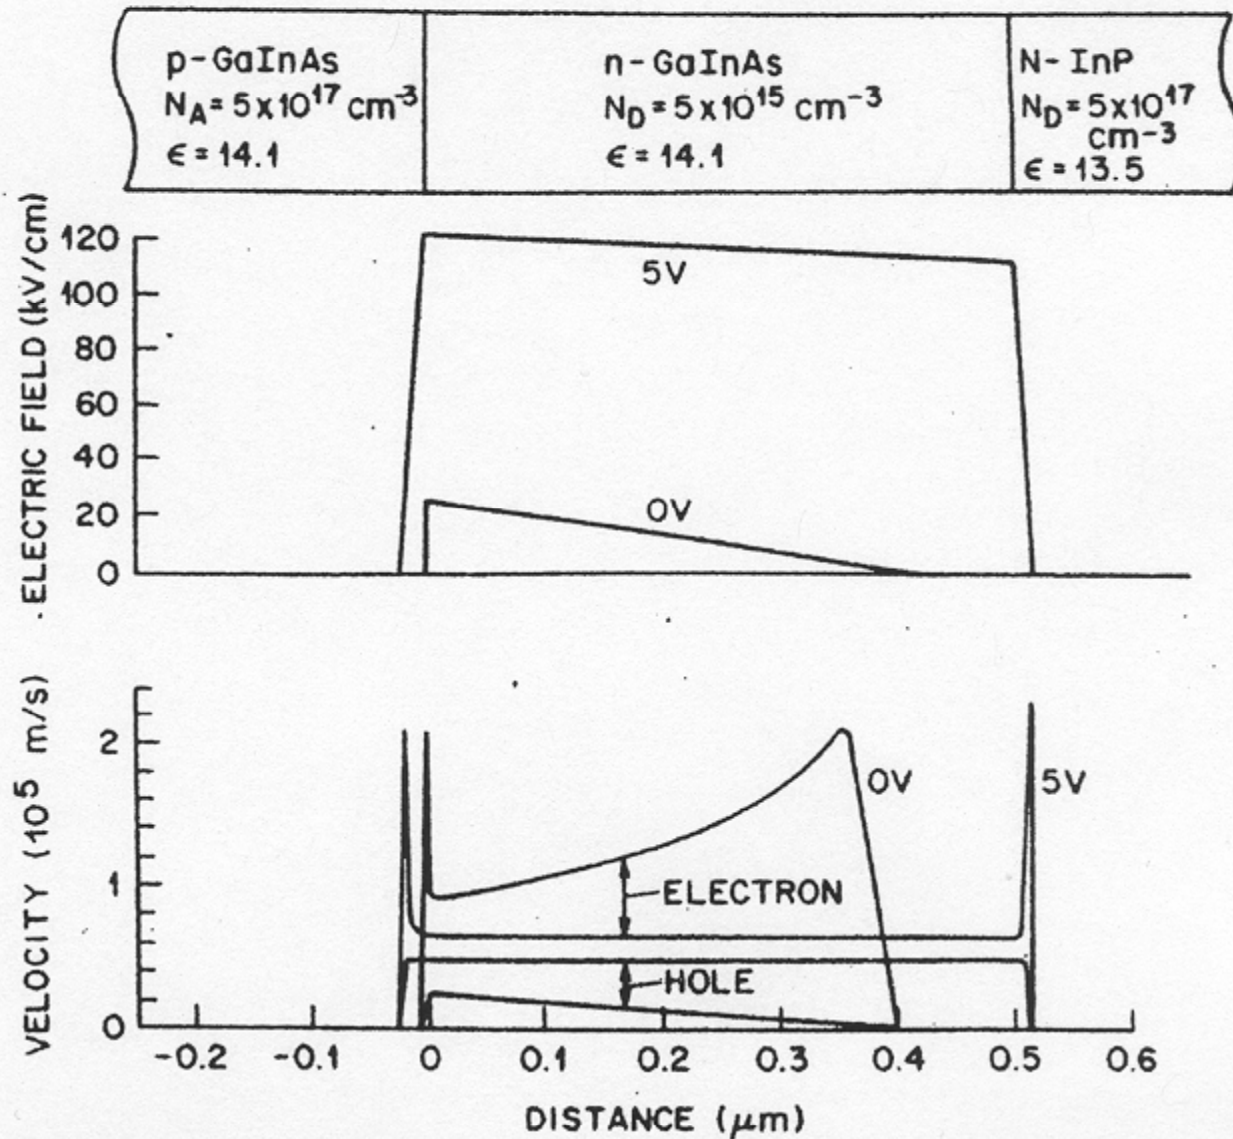 p-GaInAs
N_A = 5x10^17 cm^-3
ϵ = 14.1
n-GaInAs
N_D = 5x10^15 cm^-3
ϵ = 14.1
N-InP
N_D = 5x10^17
cm^-3
ϵ = 13.5
ELECTRIC FIELD (kV/cm)
120
100
80
60
40
20
0
5V
0V
VELOCITY (10^5 m/s)
2
1
0
0V
5V
ELECTRON
HOLE
-0.2
-0.1
0
0.1
0.2
0.3
0.4
0.5
0.6
DISTANCE (μm)